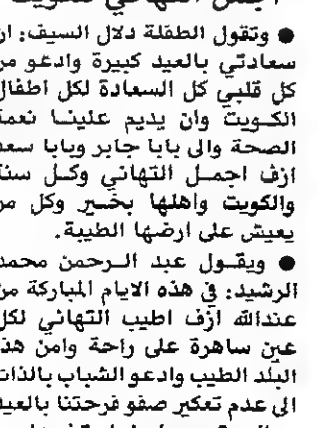 ● وتقول الطفلة دلال السيف: ان
سعادتي بالعيد كبيرة وادعو من
كل قلبي كل السعادة لكل اطفال
الكويت وان يديم علينا نعمة
الصحة والى بابا جابر وبابا سعد
ازف اجمل التهاني وكل سنة
والكويت واهلها بخير وكل من
يعيش على ارضها الطيبة.
● ويقول عبد الرحمن محمد
الرشيد: في هذه الايام المباركة من
عندالله ازف اطيب التهاني لكل
عين ساهرة على راحة وامن هذا
البلد الطيب وادعو الشباب بالذات
الى عدم تعكير صفو فرحتنا بالعيد